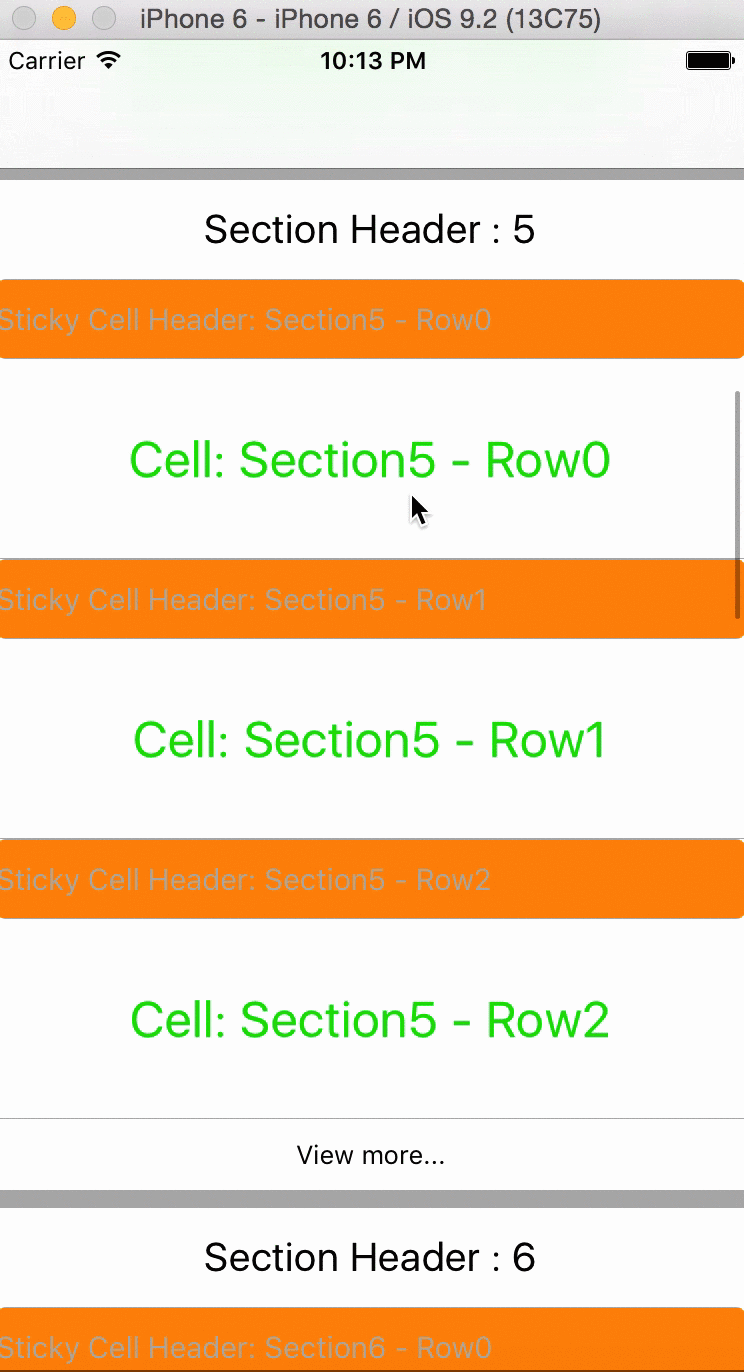 iPhone 6 - iPhone 6 / iOS 9.2 (13C75)
Carrier 10:13 PM
Section Header : 5
Sticky Cell Header: Section5 - Row0
Cell: Section5 - Row0
Sticky Cell Header: Section5 - Row1
Cell: Section5 - Row1
Sticky Cell Header: Section5 - Row2
Cell: Section5 - Row2
View more...
Section Header : 6
Sticky Cell Header: Section6 - Row0